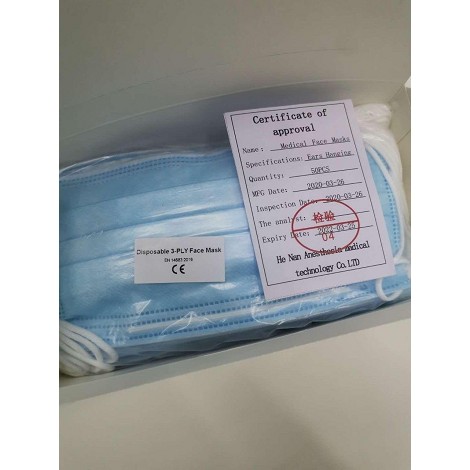 Certificate of
approval
Name: Medical Face Masks
Specifications: Ears Hanging
Quantity: 50PCS
MFG Date: 2020-03-26
Inspection Date: 2020-03-26
The analyst: 检验
04
Expiry Date: 2022-03-25
He Nan Anesthesia medical
technology Co.LTD
Disposable 3-PLY Face Mask
EN 14683:2019
CE